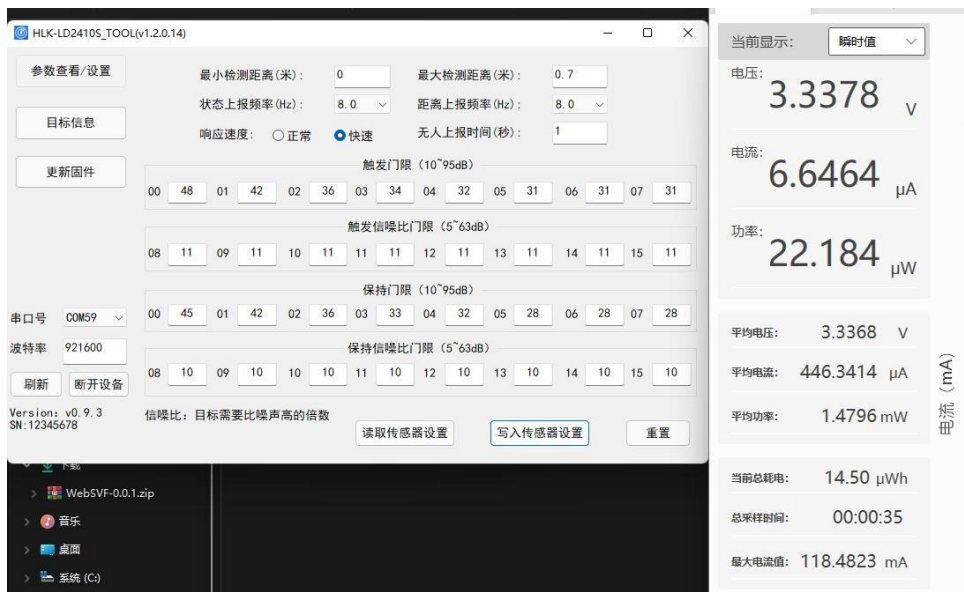 HLK-LD2410S_TOOL(v1.2.0.14)
参数查看/设置
目标信息
更新固件
最小检测距离(米): 0 最大检测距离(米): 0.7
状态上报频率(Hz): 8.0 距离上报频率(Hz): 8.0
响应速度: 正常 快速 无人上报时间(秒): 1
触发门限 (10~95dB)
00 48 01 42 02 36 03 34 04 32 05 31 06 31 07 31
触发信噪比门限 (5~63dB)
08 11 09 11 10 11 11 11 12 11 13 11 14 11 15 11
保持门限 (10~95dB)
00 45 01 42 02 36 03 33 04 32 05 28 06 28 07 28
保持信噪比门限 (5~63dB)
08 10 09 10 10 10 11 10 12 10 13 10 14 10 15 10
串口号 COM59
波特率 921600
刷新 断开设备
Version: v0.9.3
SN:12345678
信噪比: 目标需要比噪声高的倍数
读取传感器设置 写入传感器设置 重置
WebSVF-0.0.1.zip
音乐
桌面
系统 (C:)
当前显示: 瞬时值
电压:
3.3378 V
电流:
6.6464 μA
功率:
22.184 μW
平均电压: 3.3368 V
平均电流: 446.3414 μA
平均功率: 1.4796 mW
当前总耗电: 14.50 μWh
总采样时间: 00:00:35
最大电流值: 118.4823 mA
电流 (mA)